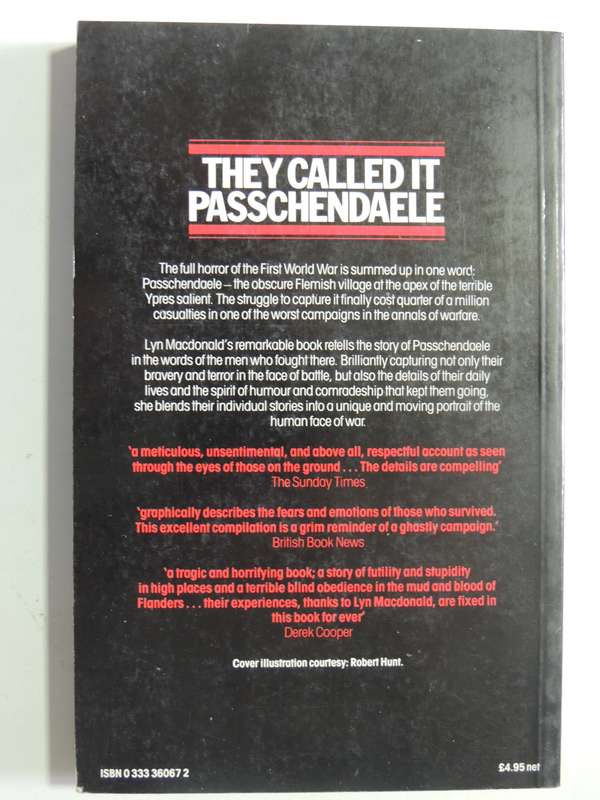 THEY CALLED IT
PASSCHENDAELE
The full horror of the First World War is summed up in one word:
Passchendaele – the obscure Flemish village at the apex of the terrible
Ypres salient. The struggle to capture it finally cost quarter of a million
casualties in one of the worst campaigns in the annals of warfare.
Lyn Macdonald's remarkable book retells the story of Passchendaele
in the words of the men who fought there. Brilliantly capturing not only their
bravery and terror in the face of battle, but also the details of their daily
lives and the spirit of humour and comradeship that kept them going,
she blends their individual stories into a unique and moving portrait of the
human face of war.
'a meticulous, unsentimental, and above all, respectful account as seen
through the eyes of those on the ground . . . The details are compelling'
The Sunday Times
'graphically describes the fears and emotions of those who survived.
This excellent compilation is a grim reminder of a ghastly campaign.'
British Book News
'a tragic and horrifying book; a story of futility and stupidity
in high places and a terrible blind obedience in the mud and blood of
Flanders . . . their experiences, thanks to Lyn Macdonald, are fixed in
this book for ever'
Derek Cooper
Cover illustration courtesy: Robert Hunt.
ISBN 0 333 36067 2
£4.95 net